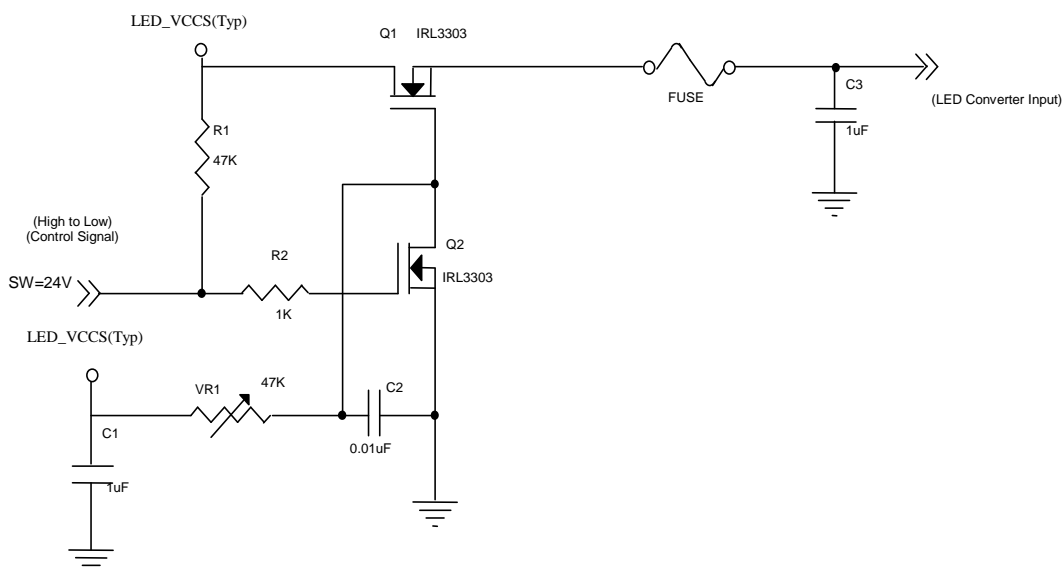 LED_VCCS(Typ)
Q1 IRL3303
R1
47K
FUSE
C3
1uF
(LED Converter Input)
(High to Low)
(Control Signal)
SW=24V
R2
1K
Q2
IRL3303
LED_VCCS(Typ)
VR1
47K
C2
0.01uF
C1
1uF